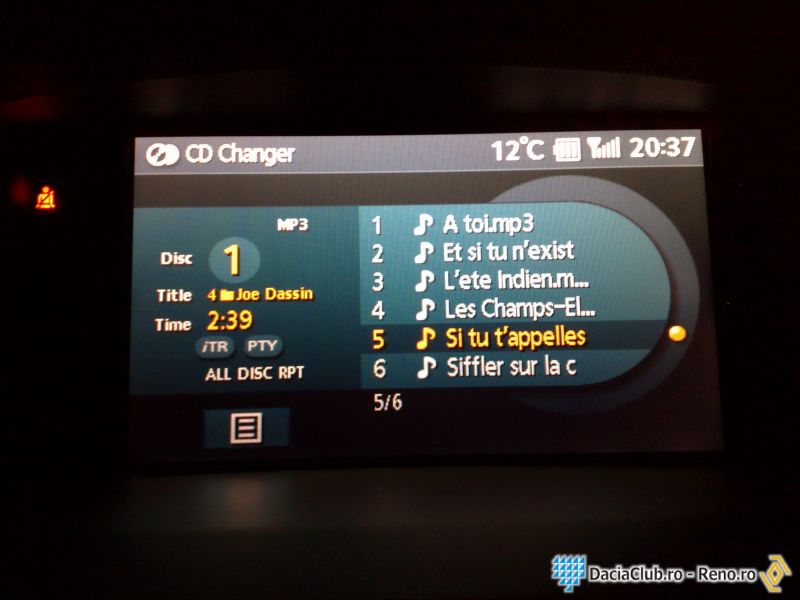 CD Changer 12°C 20:37
MP3
Disc 1
Title 4 Joe Dassin
Time 2:39
iTR PTY
ALL DISC RPT
1 A toi.mp3
2 Et si tu n'exist
3 L'ete Indien.m...
4 Les Champs-El...
5 Si tu t'appelles
6 Siffler sur la c
5/6
DaciaClub.ro - Reno.ro